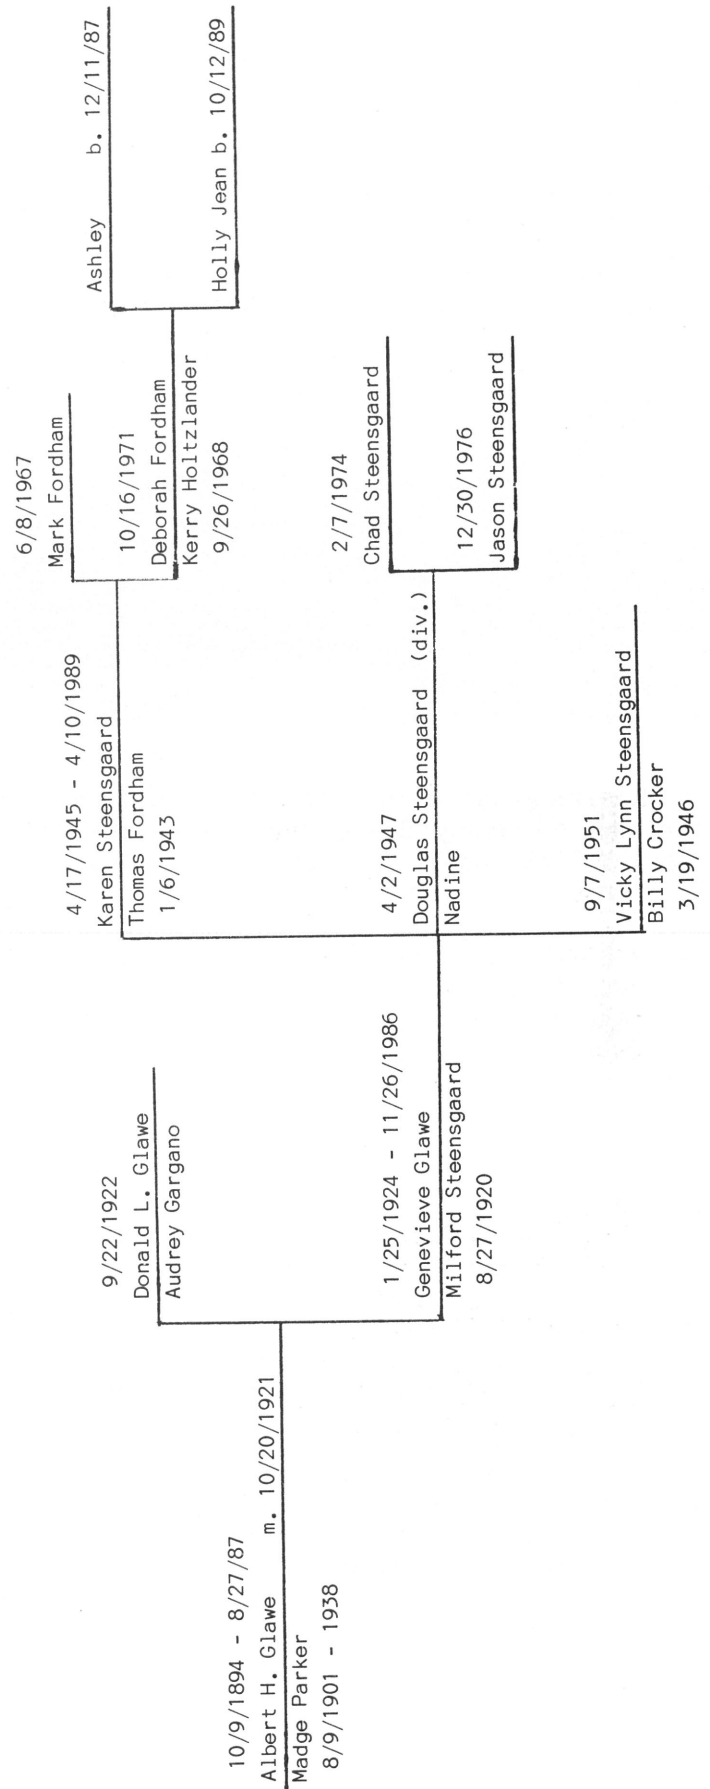 10/9/1894 - 8/27/87
Albert H. Glawe m. 10/20/1921
Madge Parker
8/9/1901 - 1938
9/22/1922
Donald L. Glawe
Audrey Gargano
1/25/1924 - 11/26/1986
Genevieve Glawe
Milford Steensgaard
8/27/1920
4/17/1945 - 4/10/1989
Karen Steensgaard
Thomas Fordham
1/6/1943
4/2/1947
Douglas Steensgaard (div.)
Nadine
9/7/1951
Vicky Lynn Steensgaard
Billy Crocker
3/19/1946
6/8/1967
Mark Fordham
10/16/1971
Deborah Fordham
Kerry Holtzlander
9/26/1968
2/7/1974
Chad Steensgaard
12/30/1976
Jason Steensgaard
Ashley b. 12/11/87
Holly Jean b. 10/12/89